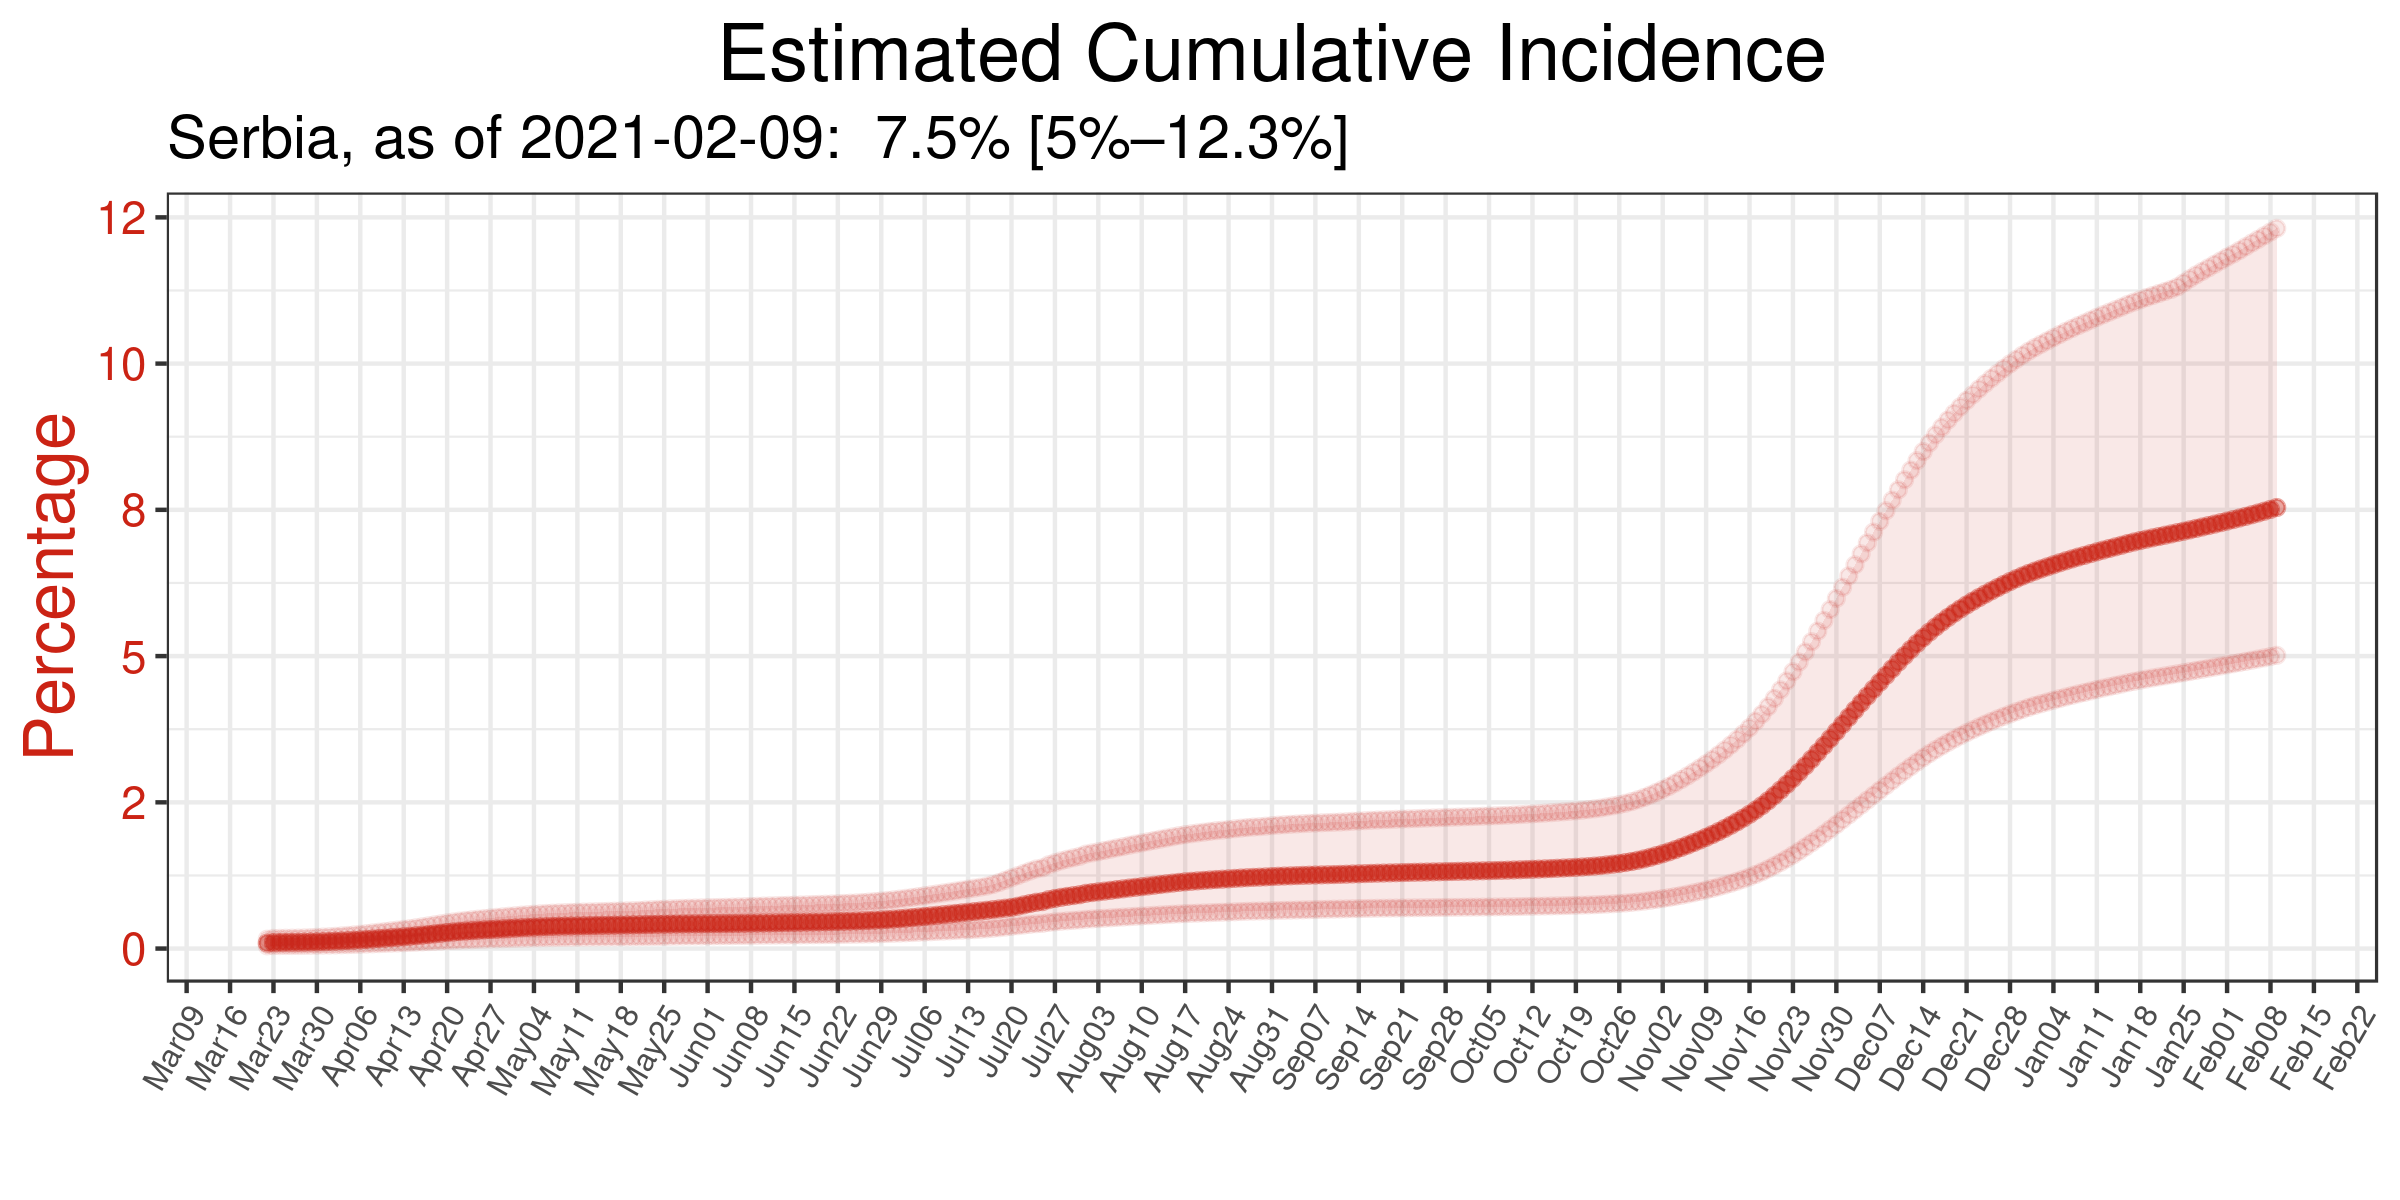 Estimated Cumulative Incidence
Serbia, as of 2021-02-09:  7.5% [5%–12.3%]
Percentage
12
10
8
5
2
0
Mar09
Mar16
Mar23
Mar30
Apr06
Apr13
Apr20
Apr27
May04
May11
May18
May25
Jun01
Jun08
Jun15
Jun22
Jun29
Jul06
Jul13
Jul20
Jul27
Aug03
Aug10
Aug17
Aug24
Aug31
Sep07
Sep14
Sep21
Sep28
Oct05
Oct12
Oct19
Oct26
Nov02
Nov09
Nov16
Nov23
Nov30
Dec07
Dec14
Dec21
Dec28
Jan04
Jan11
Jan18
Jan25
Feb01
Feb08
Feb15
Feb22